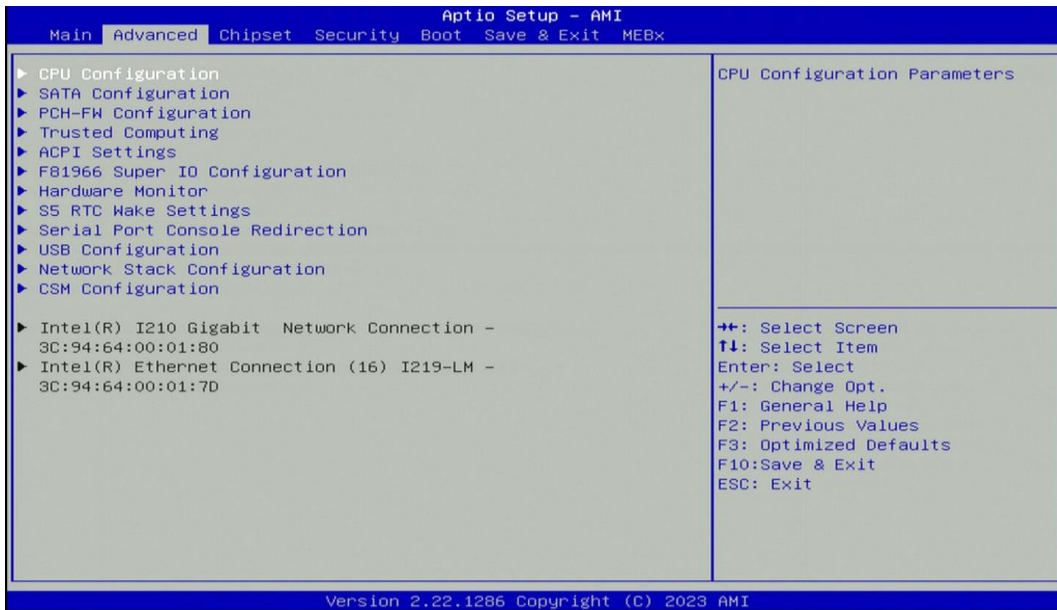 Aptio Setup – AMI
Main Advanced Chipset Security Boot Save & Exit MEBx
▶ CPU Configuration
▶ SATA Configuration
▶ PCH-FW Configuration
▶ Trusted Computing
▶ ACPI Settings
▶ F81966 Super IO Configuration
▶ Hardware Monitor
▶ S5 RTC Wake Settings
▶ Serial Port Console Redirection
▶ USB Configuration
▶ Network Stack Configuration
▶ CSM Configuration
▶ Intel(R) I210 Gigabit  Network Connection –
3C:94:64:00:01:80
▶ Intel(R) Ethernet Connection (16) I219-LM –
3C:94:64:00:01:7D
CPU Configuration Parameters
→←: Select Screen
↑↓: Select Item
Enter: Select
+/-: Change Opt.
F1: General Help
F2: Previous Values
F3: Optimized Defaults
F10:Save & Exit
ESC: Exit
Version 2.22.1286 Copyright (C) 2023 AMI